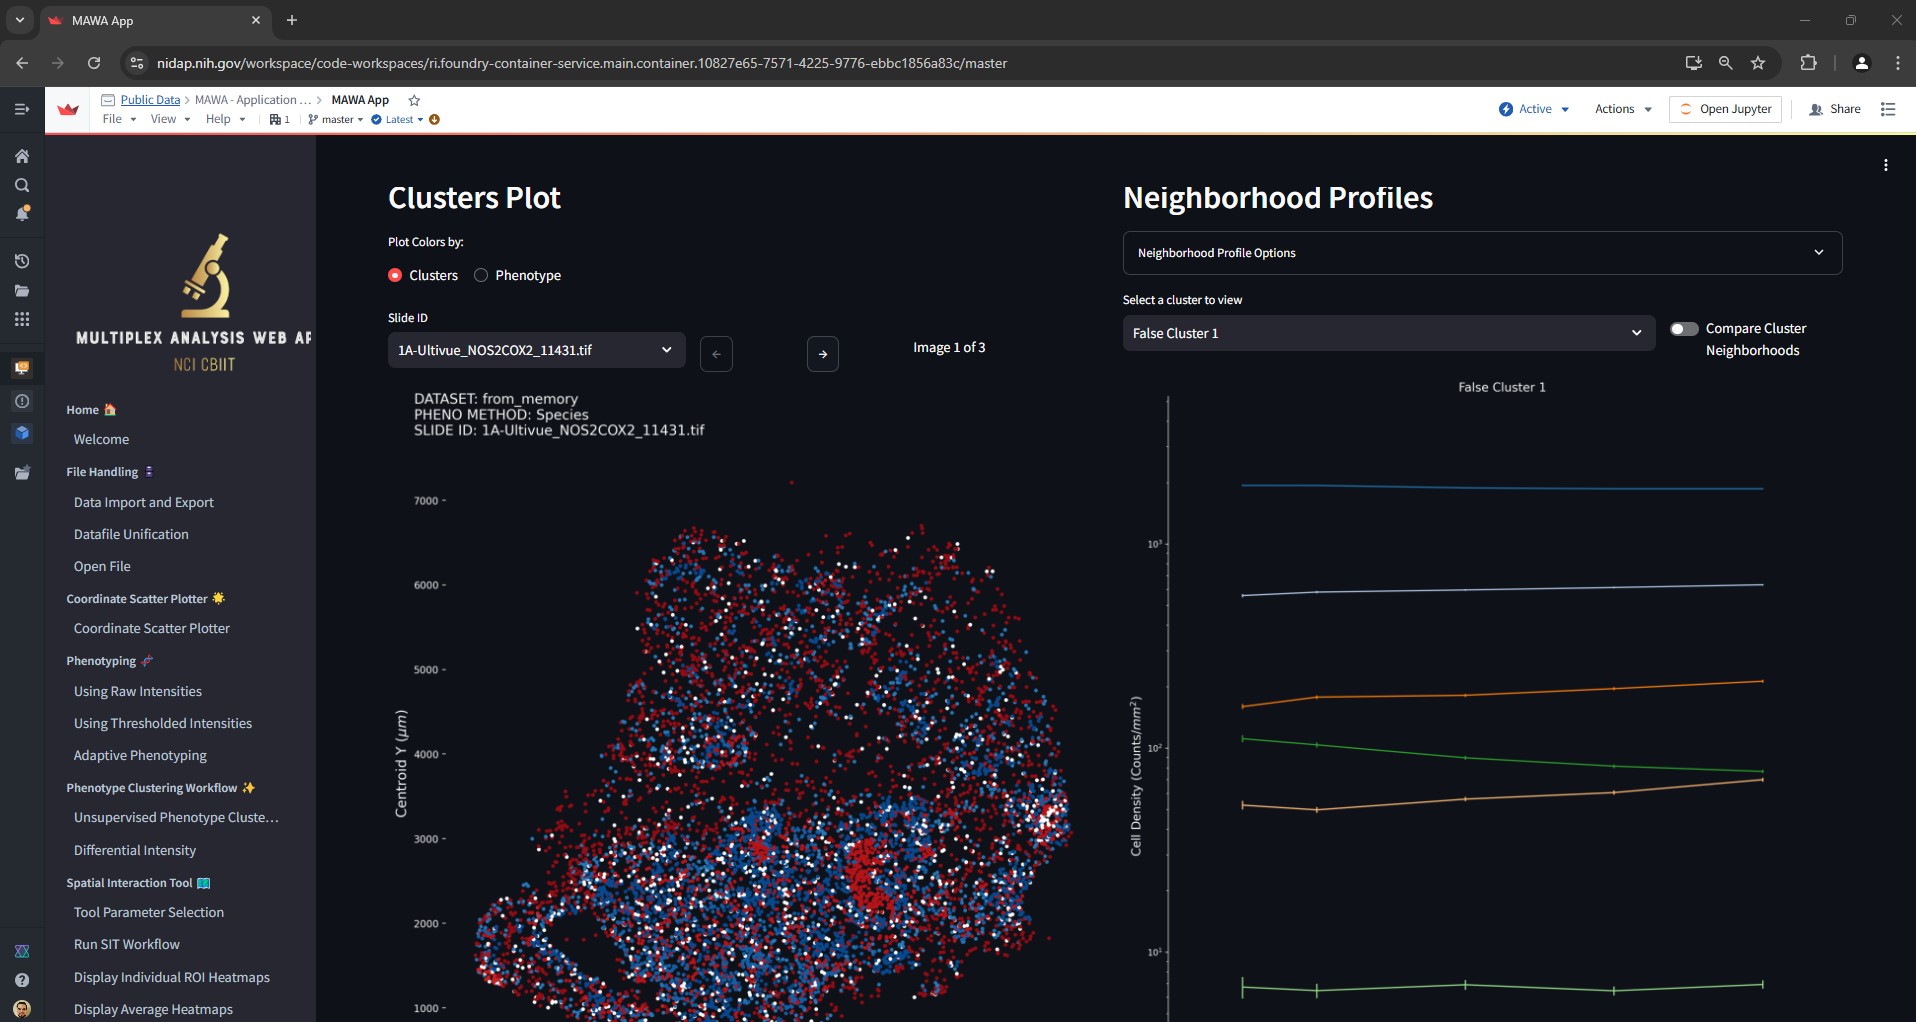 MAWA App
nidap.nih.gov/workspace/code-workspaces/ri.foundry-container-service.main.container.10827e65-7571-4225-9776-ebbc1856a83c/master
Public Data > MAWA - Application ... > MAWA App
File View Help 1 master Latest
Active Actions Open Jupyter Share
MULTIPLEX ANALYSIS WEB AP
NCI CBIIT
Home
Welcome
File Handling
Data Import and Export
Datafile Unification
Open File
Coordinate Scatter Plotter
Coordinate Scatter Plotter
Phenotyping
Using Raw Intensities
Using Thresholded Intensities
Adaptive Phenotyping
Phenotype Clustering Workflow
Unsupervised Phenotype Cluste...
Differential Intensity
Spatial Interaction Tool
Tool Parameter Selection
Run SIT Workflow
Display Individual ROI Heatmaps
Display Average Heatmaps
Clusters Plot
Plot Colors by:
Clusters Phenotype
Slide ID
1A-Ultivue_NOS2COX2_11431.tif
Image 1 of 3
DATASET: from_memory
PHENO METHOD: Species
SLIDE ID: 1A-Ultivue_NOS2COX2_11431.tif
7000
6000
5000
4000
3000
2000
1000
Centroid Y (µm)
Neighborhood Profiles
Neighborhood Profile Options
Select a cluster to view
False Cluster 1
Compare Cluster
Neighborhoods
False Cluster 1
10³
10²
10¹
Cell Density (Counts/mm²)